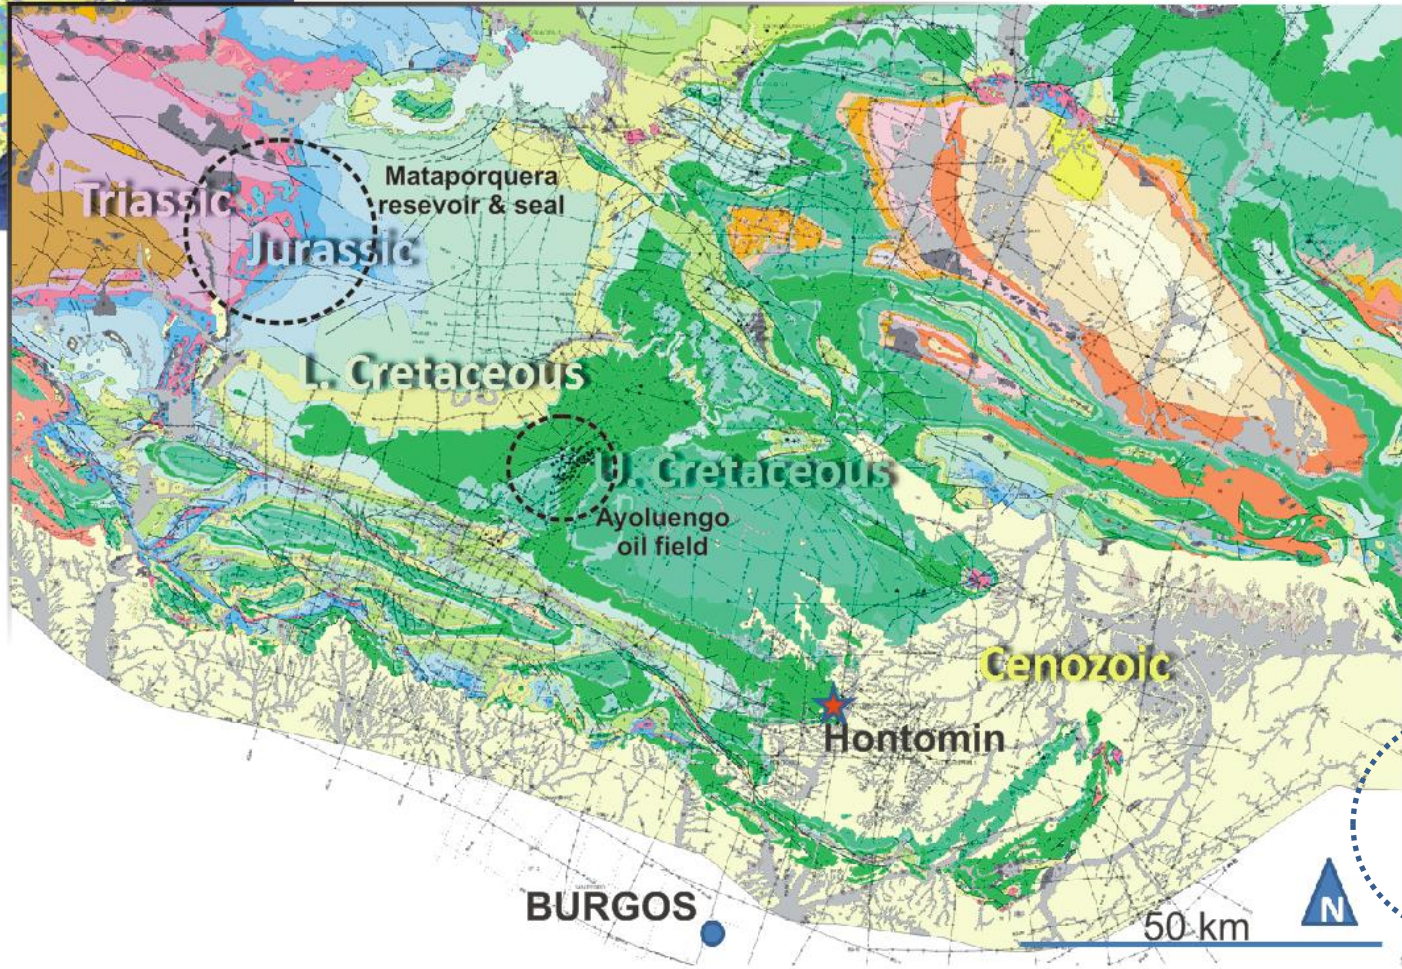 Mataporquera
resevoir & seal
Triassic
Jurassic
L. Cretaceous
U. Cretaceous
Ayoluengo
oil field
Cenozoic
Hontomin
BURGOS
50 km
N